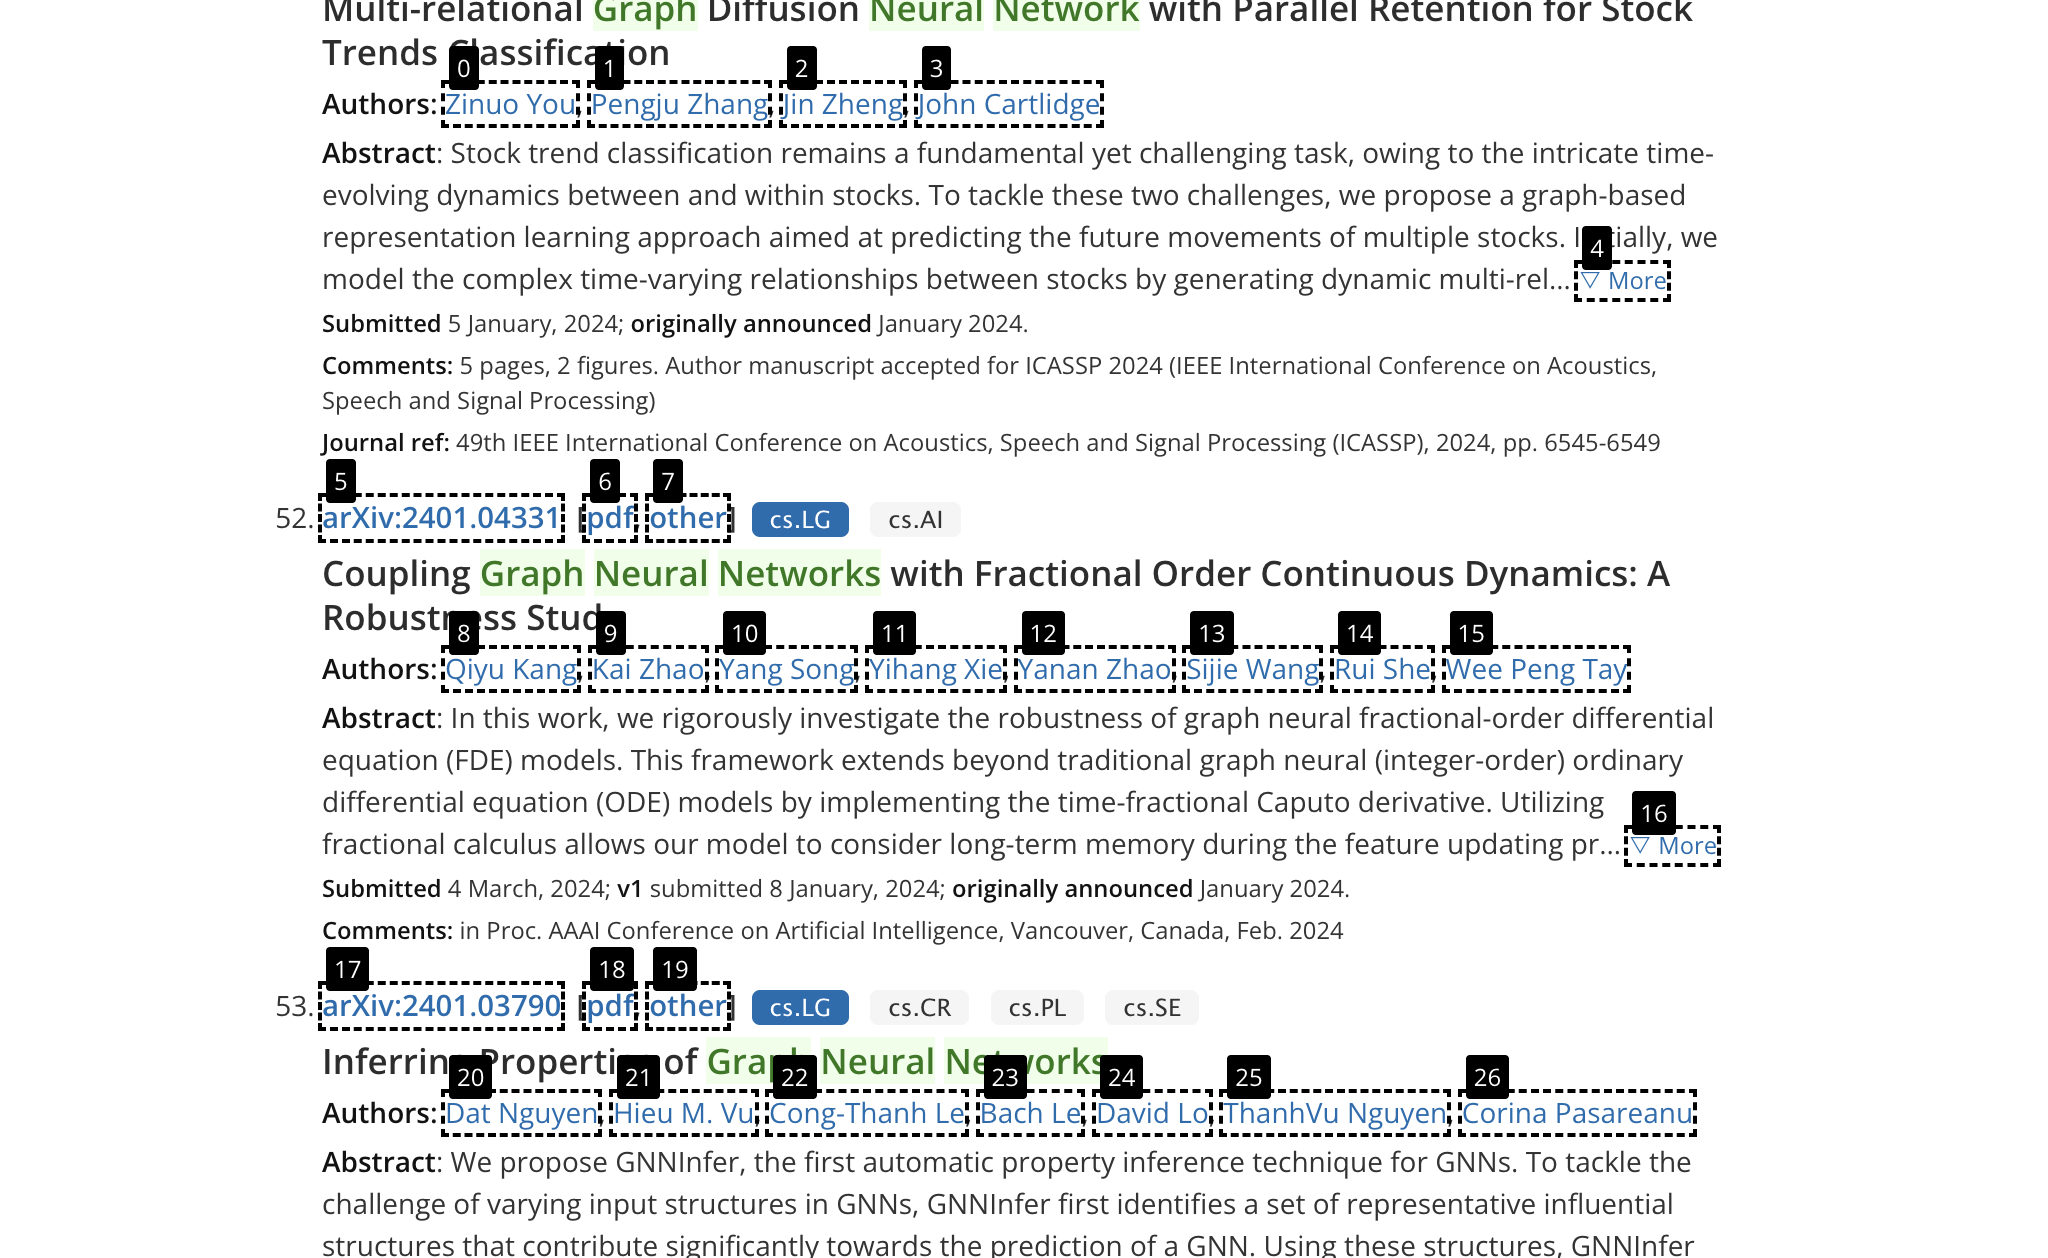 Multi-relational Graph Diffusion Neural Network with Parallel Retention for Stock
Trends Classification
0 1 2 3
Authors: Zinuo You, Pengju Zhang, Jin Zheng, John Cartlidge
Abstract: Stock trend classification remains a fundamental yet challenging task, owing to the intricate time-
evolving dynamics between and within stocks. To tackle these two challenges, we propose a graph-based
representation learning approach aimed at predicting the future movements of multiple stocks. Initially, we
4
model the complex time-varying relationships between stocks by generating dynamic multi-rel... ▽ More
Submitted 5 January, 2024; originally announced January 2024.
Comments: 5 pages, 2 figures. Author manuscript accepted for ICASSP 2024 (IEEE International Conference on Acoustics,
Speech and Signal Processing)
Journal ref: 49th IEEE International Conference on Acoustics, Speech and Signal Processing (ICASSP), 2024, pp. 6545-6549
5 6 7
52. arXiv:2401.04331 [pdf, other] cs.LG cs.AI
Coupling Graph Neural Networks with Fractional Order Continuous Dynamics: A
Robustness Study
8 9 10 11 12 13 14 15
Authors: Qiyu Kang, Kai Zhao, Yang Song, Yihang Xie, Yanan Zhao, Sijie Wang, Rui She, Wee Peng Tay
Abstract: In this work, we rigorously investigate the robustness of graph neural fractional-order differential
equation (FDE) models. This framework extends beyond traditional graph neural (integer-order) ordinary
differential equation (ODE) models by implementing the time-fractional Caputo derivative. Utilizing
16
fractional calculus allows our model to consider long-term memory during the feature updating pr... ▽ More
Submitted 4 March, 2024; v1 submitted 8 January, 2024; originally announced January 2024.
Comments: in Proc. AAAI Conference on Artificial Intelligence, Vancouver, Canada, Feb. 2024
17 18 19
53. arXiv:2401.03790 [pdf, other] cs.LG cs.CR cs.PL cs.SE
Inferring Properties of Graph Neural Networks
20 21 22 23 24 25 26
Authors: Dat Nguyen, Hieu M. Vu, Cong-Thanh Le, Bach Le, David Lo, ThanhVu Nguyen, Corina Pasareanu
Abstract: We propose GNNInfer, the first automatic property inference technique for GNNs. To tackle the
challenge of varying input structures in GNNs, GNNInfer first identifies a set of representative influential
structures that contribute significantly towards the prediction of a GNN. Using these structures, GNNInfer